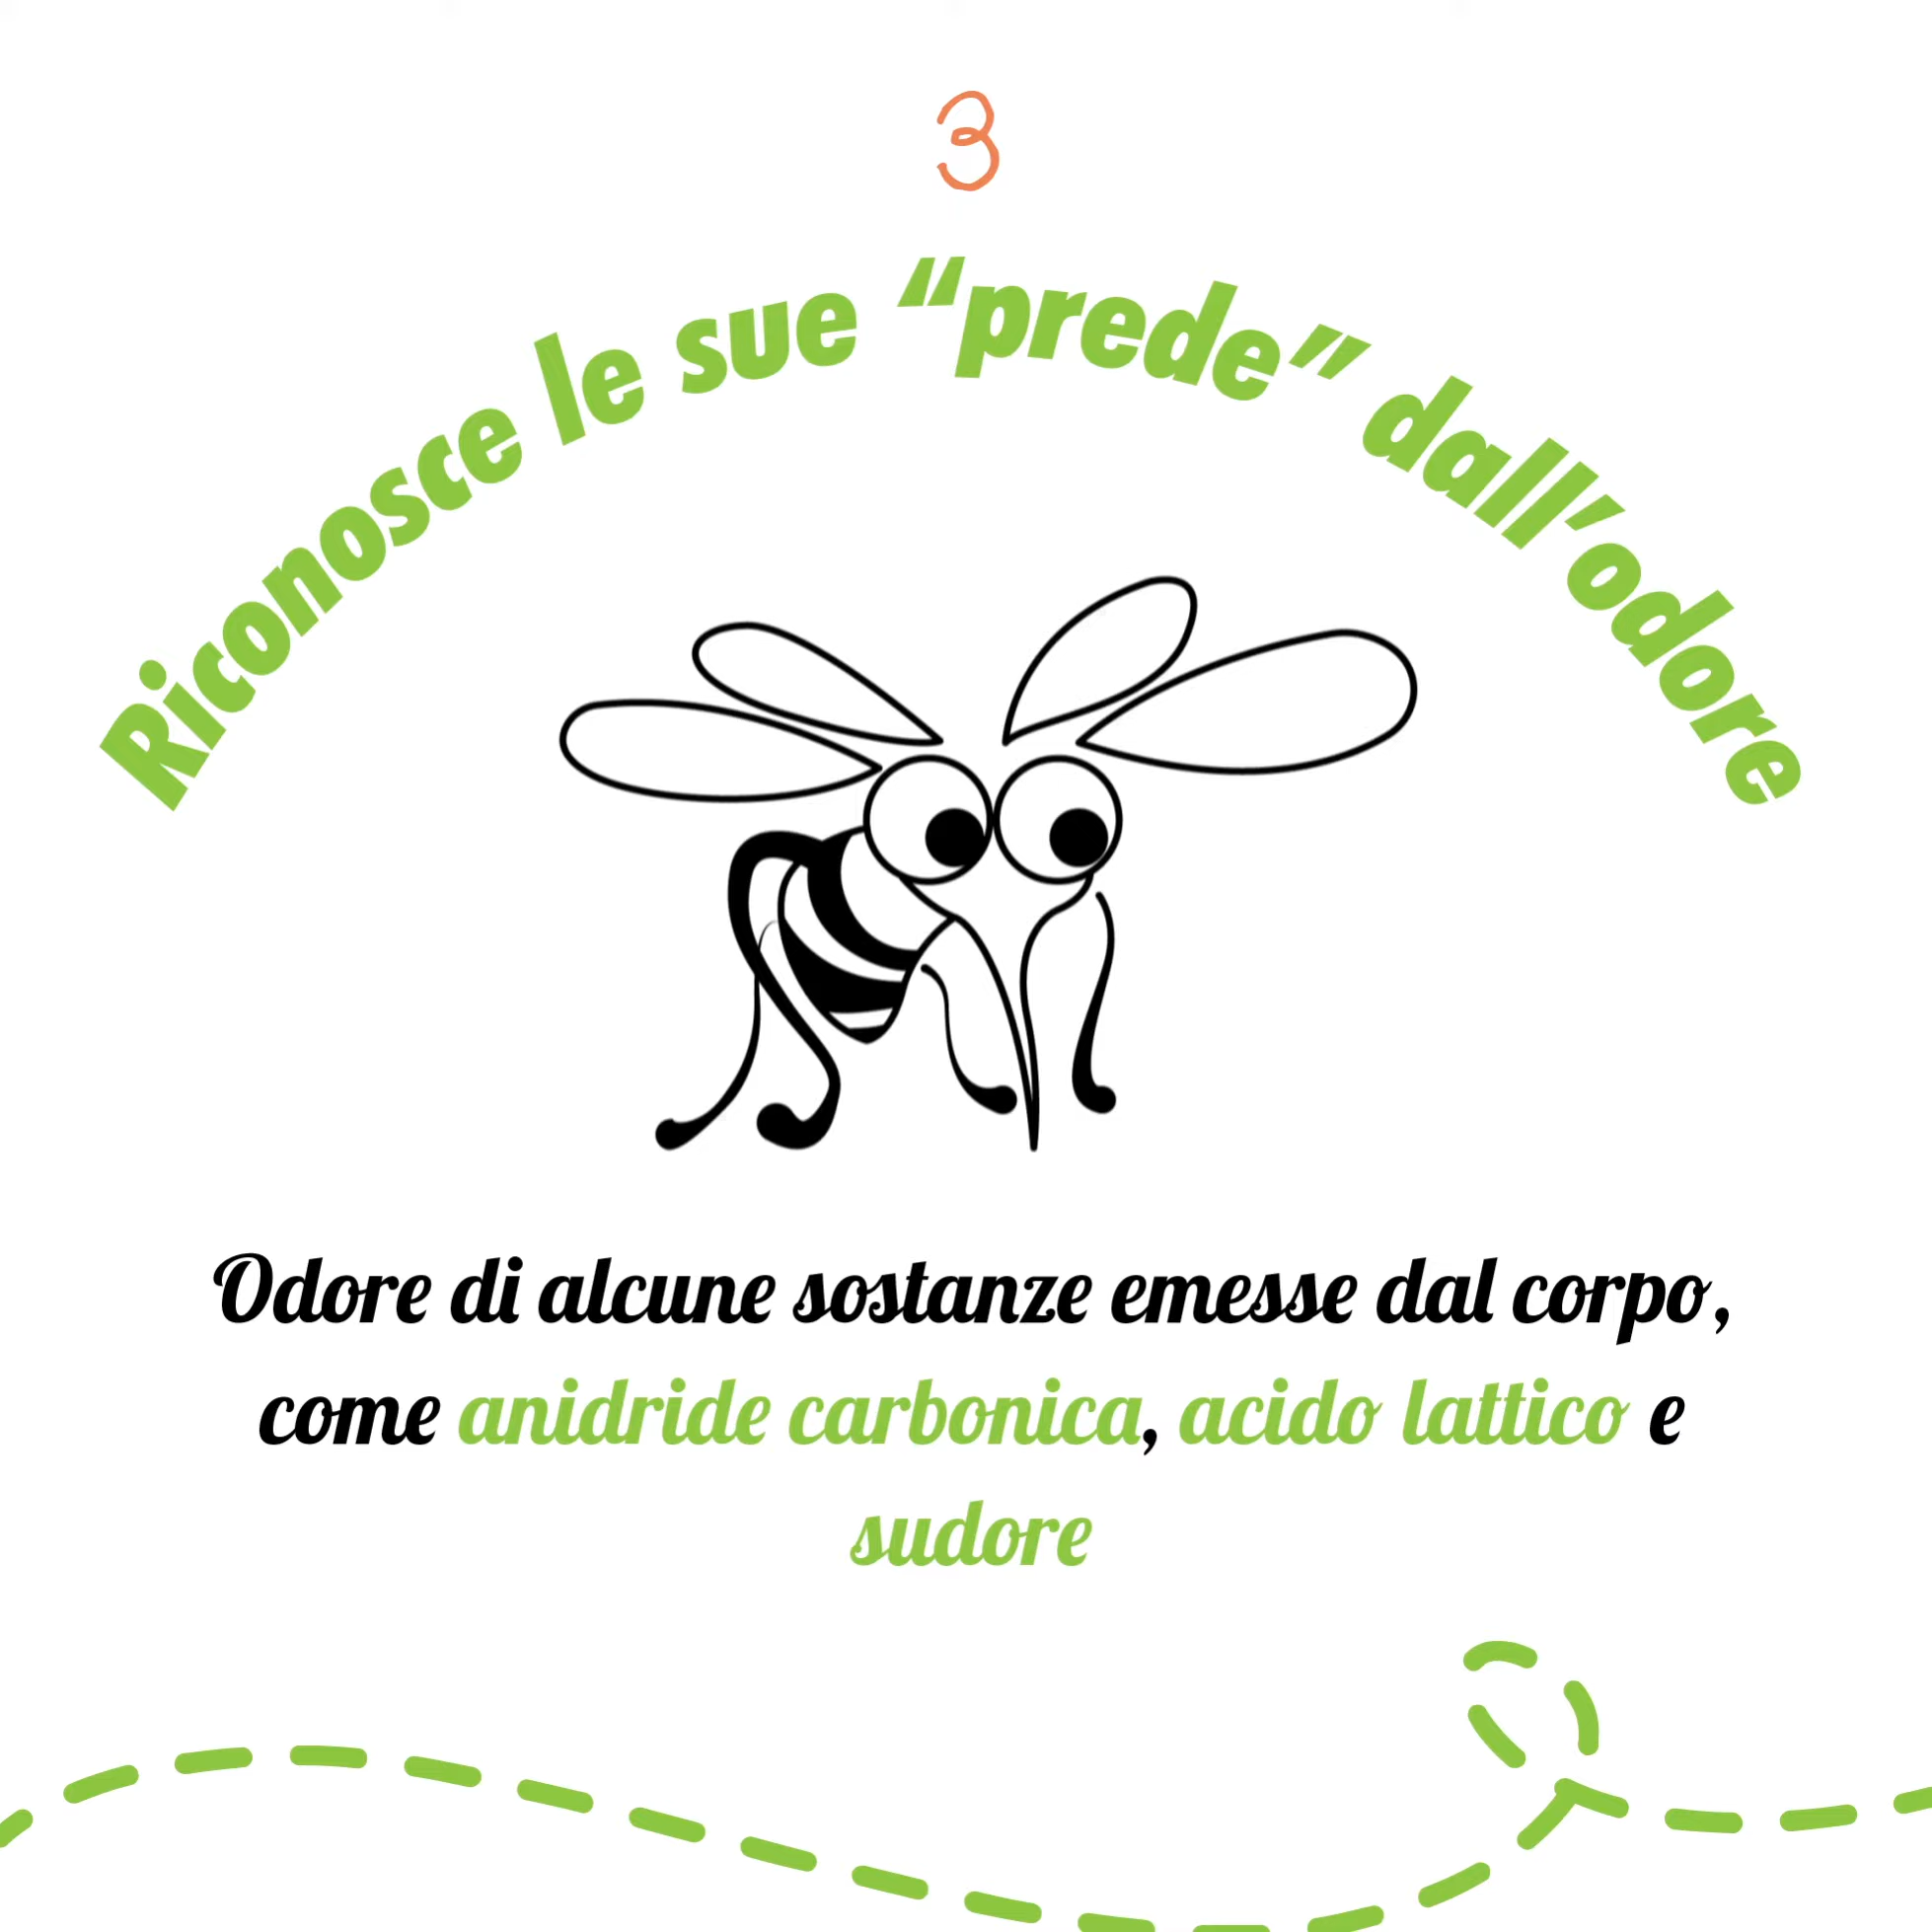 3
Riconosce le sue “prede” dall’odore
Odore di alcune sostanze emesse dal corpo,
come anidride carbonica, acido lattico e
sudore